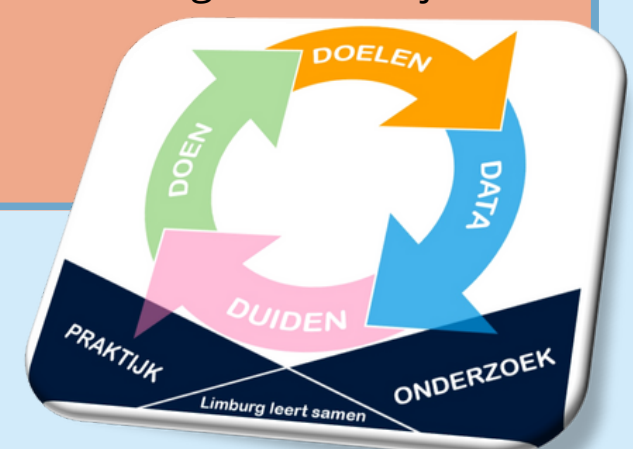 DOELEN
DATA
DUIDEN
DOEN
PRAKTIJK
ONDERZOEK
Limburg leert samen